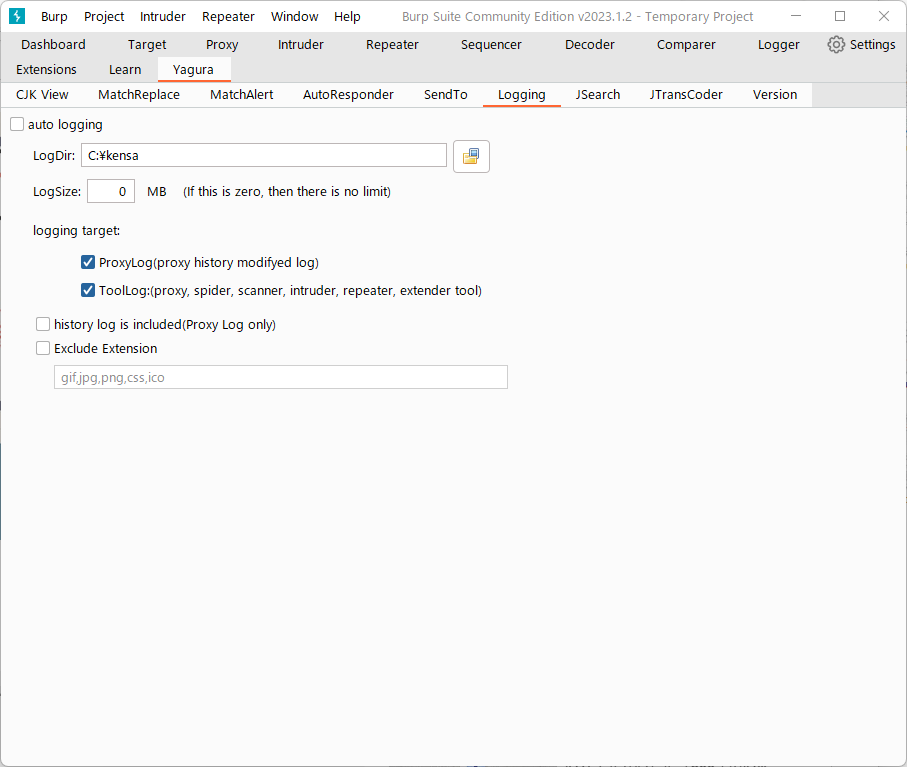 Burp Project Intruder Repeater Window Help Burp Suite Community Edition v2023.1.2 - Temporary Project
Dashboard Target Proxy Intruder Repeater Sequencer Decoder Comparer Logger Settings
Extensions Learn Yagura
CJK View MatchReplace MatchAlert AutoResponder SendTo Logging JSearch JTransCoder Version
auto logging
LogDir: C:¥kensa
LogSize: 0 MB (If this is zero, then there is no limit)
logging target:
ProxyLog(proxy history modifyed log)
ToolLog:(proxy, spider, scanner, intruder, repeater, extender tool)
history log is included(Proxy Log only)
Exclude Extension
gif,jpg,png,css,ico